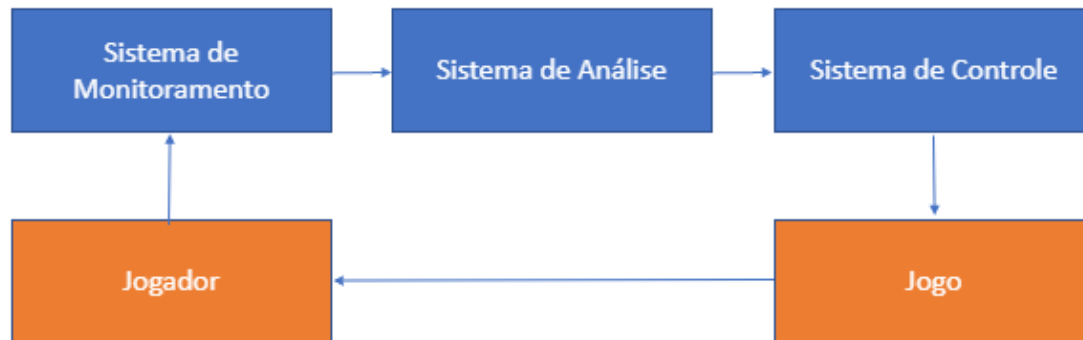 Sistema de
Monitoramento
Sistema de Análise
Sistema de Controle
Jogador
Jogo